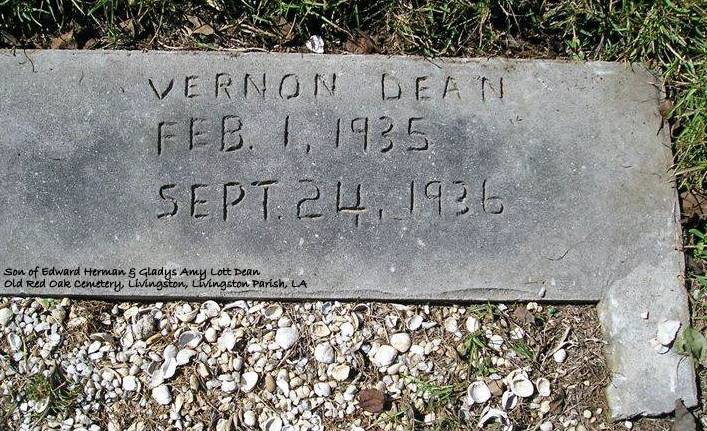 VERNON DEAN
FEB. 1, 1935
SEPT. 24, 1936
Son of Edward Herman & Gladys Amy Lott Dean
Old Red Oak Cemetery, Livingston, Livingston Parish, LA